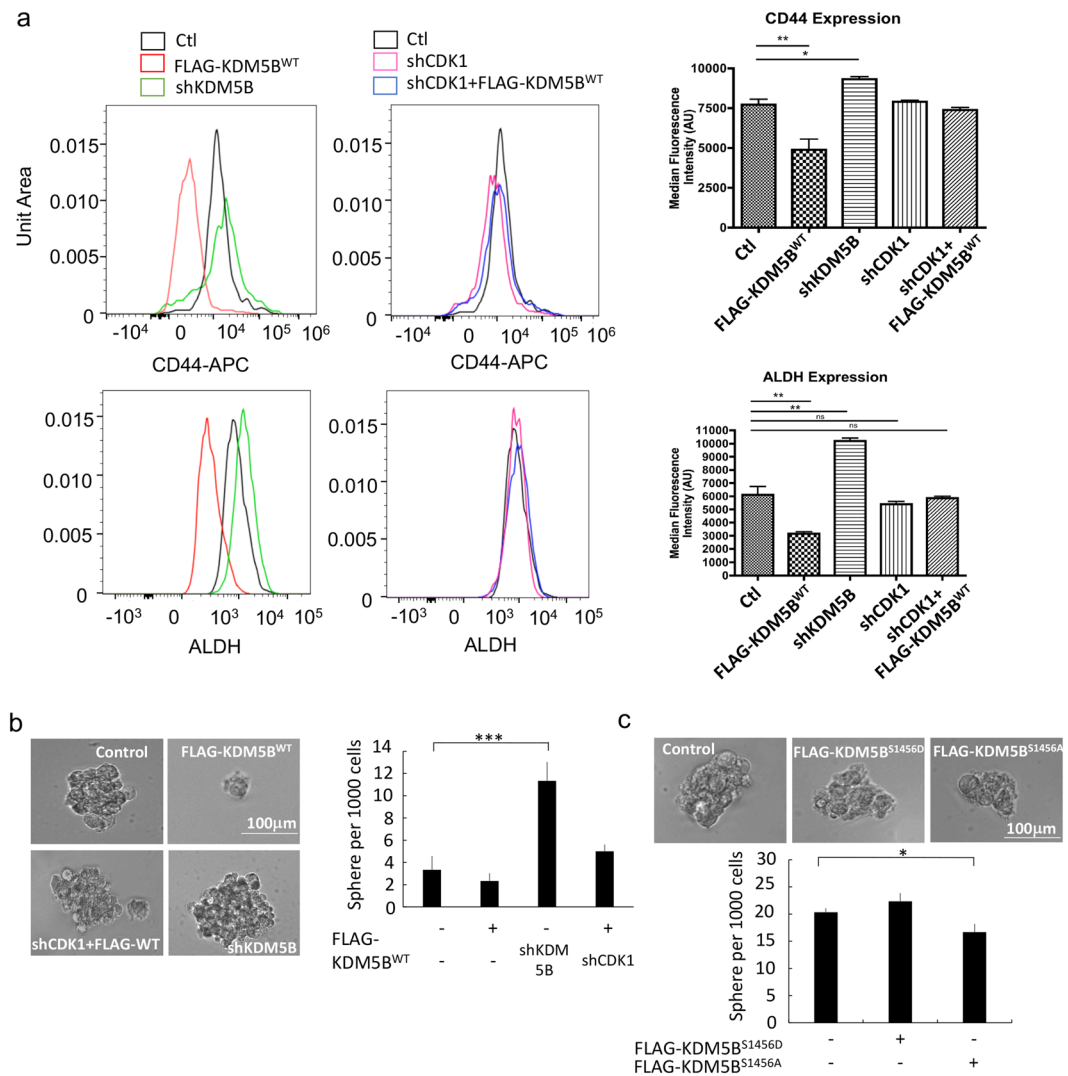 a
Ctl
FLAG-KDM5BWT
shKDM5B
Ctl
shCDK1
shCDK1+FLAG-KDM5BWT
Unit Area
0.015
0.010
0.005
0
-10⁴ 0 10⁴ 10⁵ 10⁶
CD44-APC
0.015
0.010
0.005
0
-10⁴ 0 10⁴ 10⁵ 10⁶
CD44-APC
CD44 Expression
**
*
Median Fluorescence
Intensity (AU)
10000
7500
5000
2500
0
Ctl
FLAG-KDM5BWT
shKDM5B
shCDK1
shCDK1+
FLAG-KDM5BWT
0.015
0.010
0.005
0
-10³ 0 10³ 10⁴ 10⁵
ALDH
0.015
0.010
0.005
0
-10³ 0 10³ 10⁴ 10⁵
ALDH
ALDH Expression
**
**
ns
ns
Median Fluorescence
Intensity (AU)
11000
10000
9000
8000
7000
6000
5000
4000
3000
2000
1000
0
Ctl
FLAG-KDM5BWT
shKDM5B
shCDK1
shCDK1+
FLAG-KDM5BWT
b
Control
FLAG-KDM5BWT
100μm
shCDK1+FLAG-WT
shKDM5B
***
Sphere per 1000 cells
14
12
10
8
6
4
2
0
FLAG-
KDM5BWT
- + - +
- - shKDM
5B
shCDK1
c
Control
FLAG-KDM5BS1456D
FLAG-KDM5BS1456A
100μm
*
Sphere per 1000 cells
30
25
20
15
10
5
0
FLAG-KDM5BS1456D - + -
FLAG-KDM5BS1456A - - +